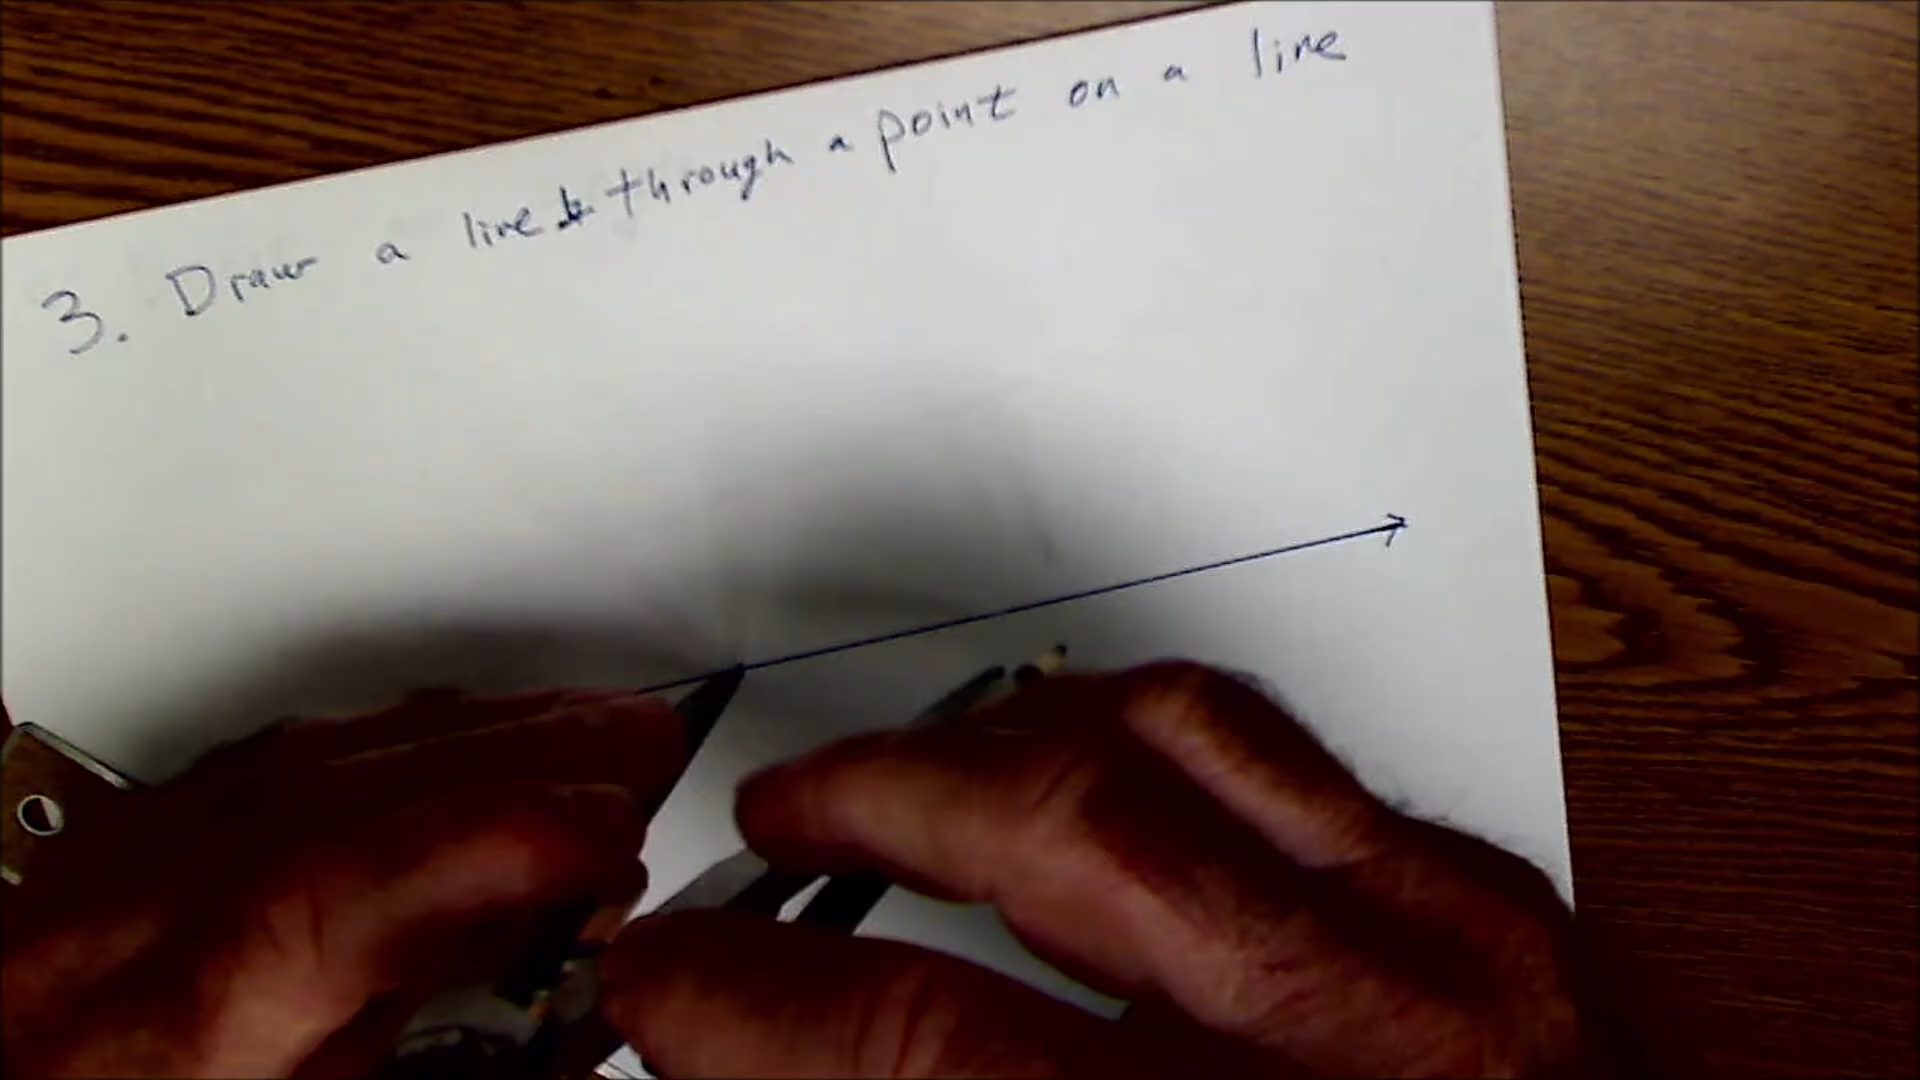 3. Draw a line ⊥ through a point on a line